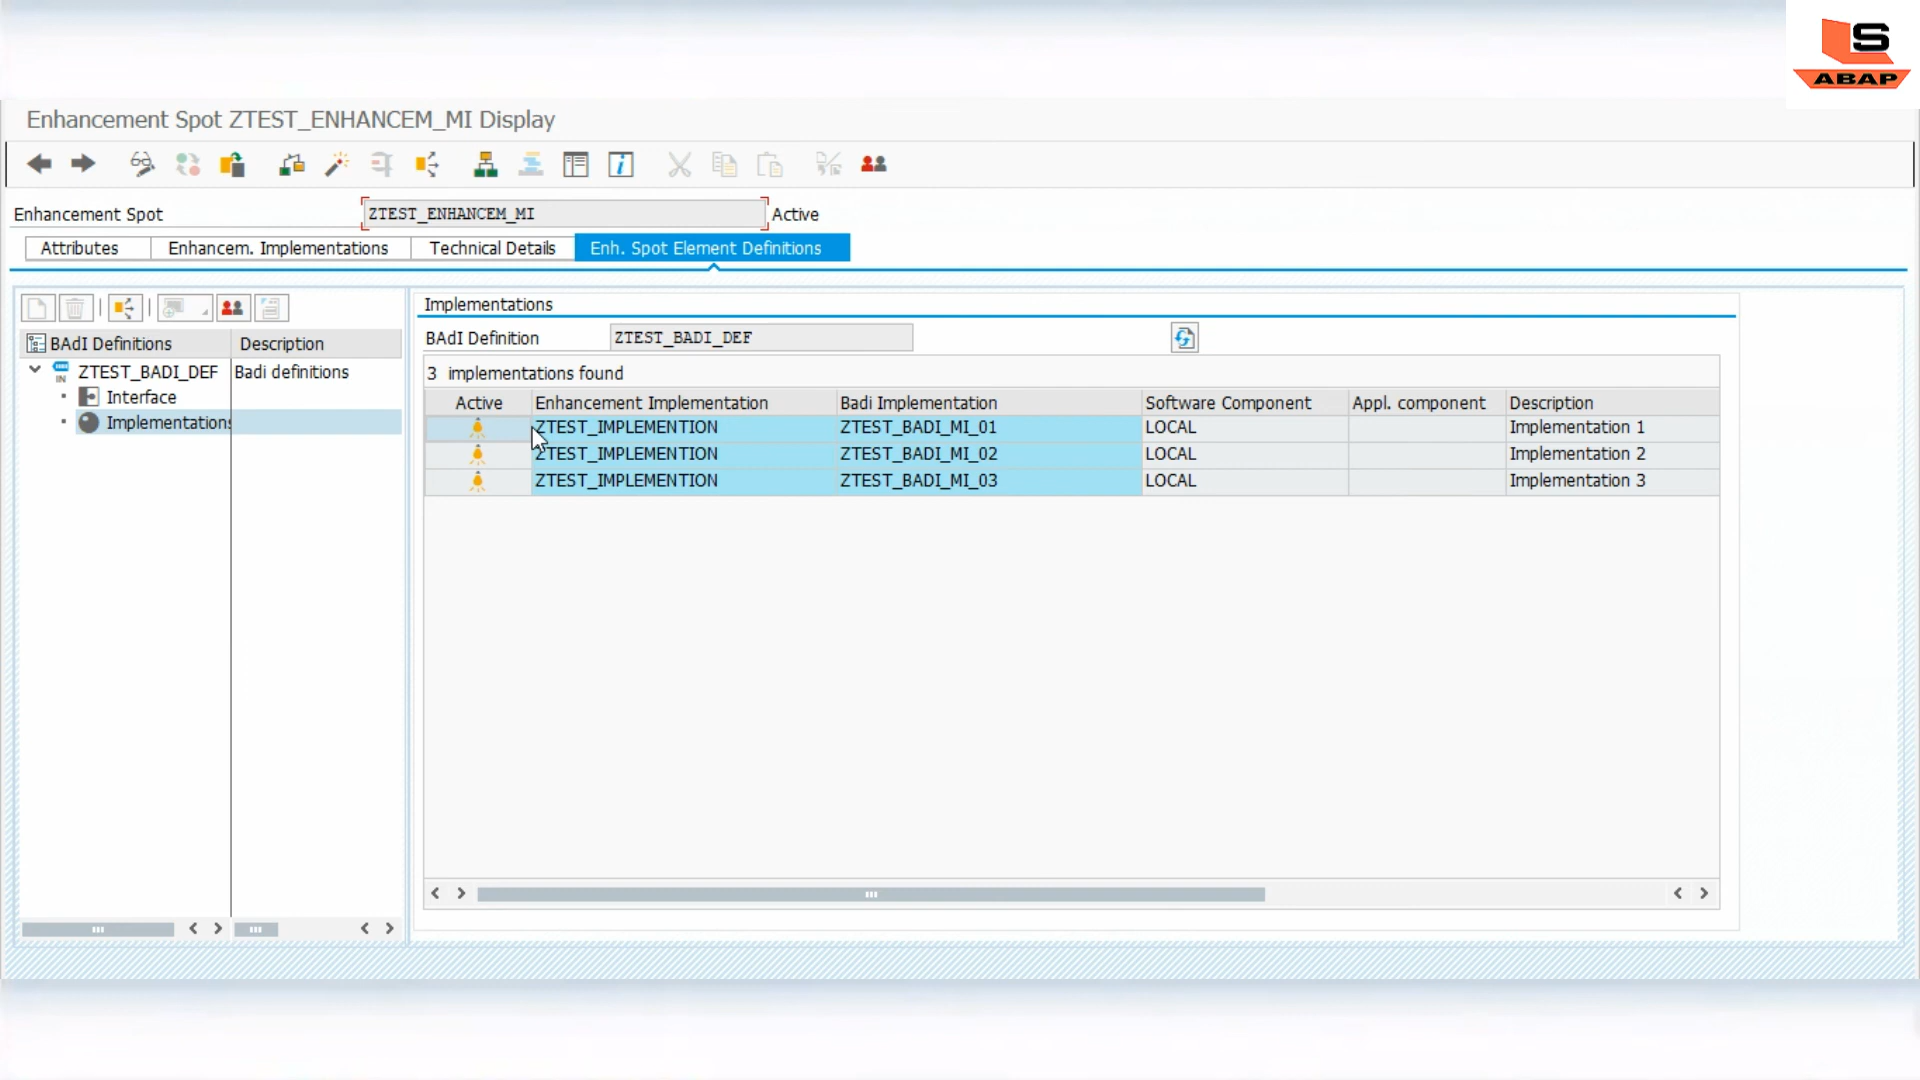 LS
ABAP
Enhancement Spot ZTEST_ENHANCEM_MI Display
Enhancement Spot ZTEST_ENHANCEM_MI Active
Attributes Enhancem. Implementations Technical Details Enh. Spot Element Definitions
Implementations
BAdI Definition ZTEST_BADI_DEF
BAdI Definitions Description
ZTEST_BADI_DEF Badi definitions
IN
Interface
Implementations
3 implementations found
Active Enhancement Implementation Badi Implementation Software Component Appl. component Description
ZTEST_IMPLEMENTION ZTEST_BADI_MI_01 LOCAL Implementation 1
ZTEST_IMPLEMENTION ZTEST_BADI_MI_02 LOCAL Implementation 2
ZTEST_IMPLEMENTION ZTEST_BADI_MI_03 LOCAL Implementation 3